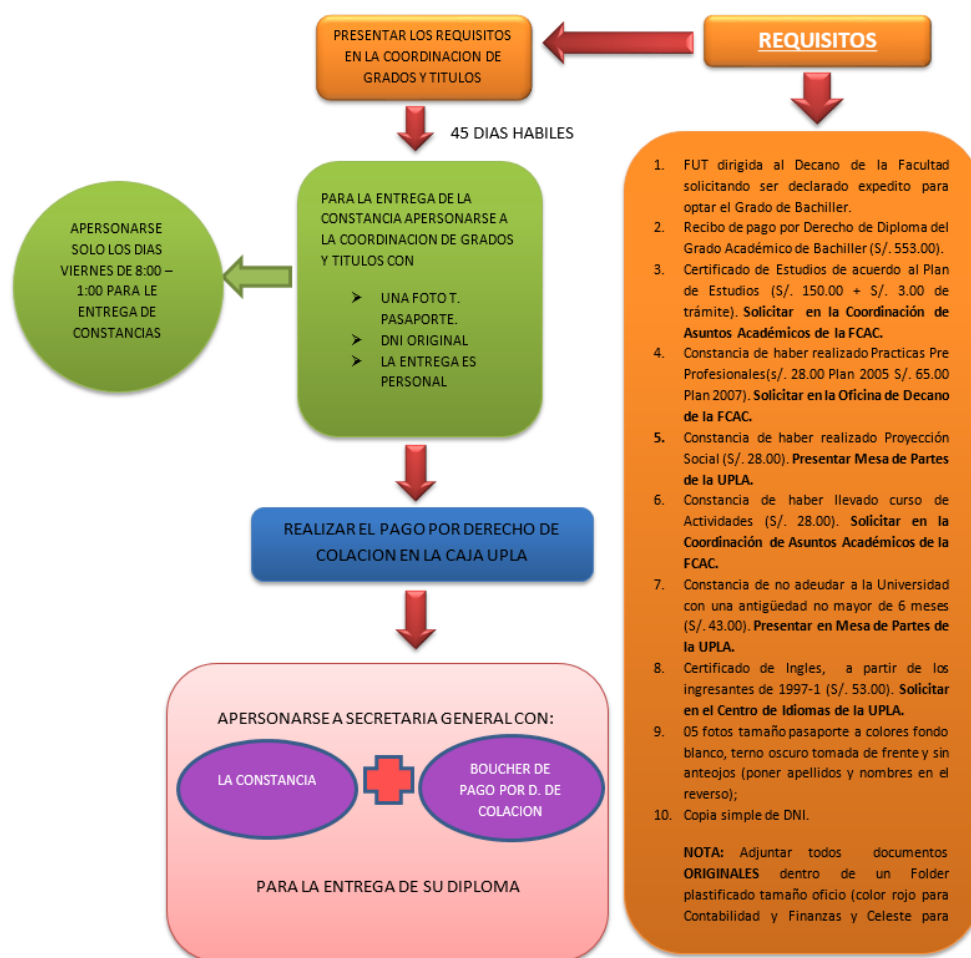 REQUISITOS
PRESENTAR LOS REQUISITOS
EN LA COORDINACION DE
GRADOS Y TITULOS
45 DIAS HABILES
PARA LA ENTREGA DE LA
CONSTANCIA APERSONARSE A
LA COORDINACION DE GRADOS
Y TITULOS CON
➢ UNA FOTO T.
PASAPORTE.
➢ DNI ORIGINAL
➢ LA ENTREGA ES
PERSONAL
APERSONARSE
SOLO LOS DIAS
VIERNES DE 8:00 –
1:00 PARA LE
ENTREGA DE
CONSTANCIAS
REALIZAR EL PAGO POR DERECHO DE
COLACION EN LA CAJA UPLA
APERSONARSE A SECRETARIA GENERAL CON:
LA CONSTANCIA
BOUCHER DE
PAGO POR D. DE
COLACION
PARA LA ENTREGA DE SU DIPLOMA
1. FUT dirigida al Decano de la Facultad
solicitando ser declarado expedito para
optar el Grado de Bachiller.
2. Recibo de pago por Derecho de Diploma del
Grado Académico de Bachiller (S/. 553.00).
3. Certificado de Estudios de acuerdo al Plan
de Estudios (S/. 150.00 + S/. 3.00 de
trámite). Solicitar en la Coordinación de
Asuntos Académicos de la FCAC.
4. Constancia de haber realizado Practicas Pre
Profesionales(s/. 28.00 Plan 2005 S/. 65.00
Plan 2007). Solicitar en la Oficina de Decano
de la FCAC.
5. Constancia de haber realizado Proyección
Social (S/. 28.00). Presentar Mesa de Partes
de la UPLA.
6. Constancia de haber llevado curso de
Actividades (S/. 28.00). Solicitar en la
Coordinación de Asuntos Académicos de la
FCAC.
7. Constancia de no adeudar a la Universidad
con una antigüedad no mayor de 6 meses
(S/. 43.00). Presentar en Mesa de Partes de
la UPLA.
8. Certificado de Ingles, a partir de los
ingresantes de 1997-1 (S/. 53.00). Solicitar
en el Centro de Idiomas de la UPLA.
9. 05 fotos tamaño pasaporte a colores fondo
blanco, terno oscuro tomada de frente y sin
anteojos (poner apellidos y nombres en el
reverso);
10. Copia simple de DNI.
NOTA: Adjuntar todos documentos
ORIGINALES dentro de un Folder
plastificado tamaño oficio (color rojo para
Contabilidad y Finanzas y Celeste para